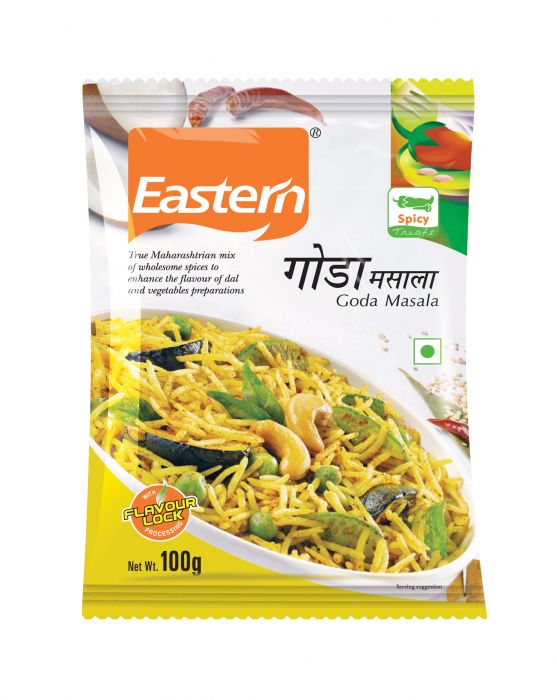 Eastern®
Spicy
Treats
True Maharashtrian mix
of wholesome spices to
enhance the flavour of dal
and vegetables preparations
गोडा मसाला
Goda Masala
WITH
FLAVOUR
LOCK
PROCESSING
Net Wt. 100g
Serving suggestion